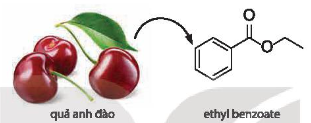 O
O
quả anh đào
ethyl benzoate